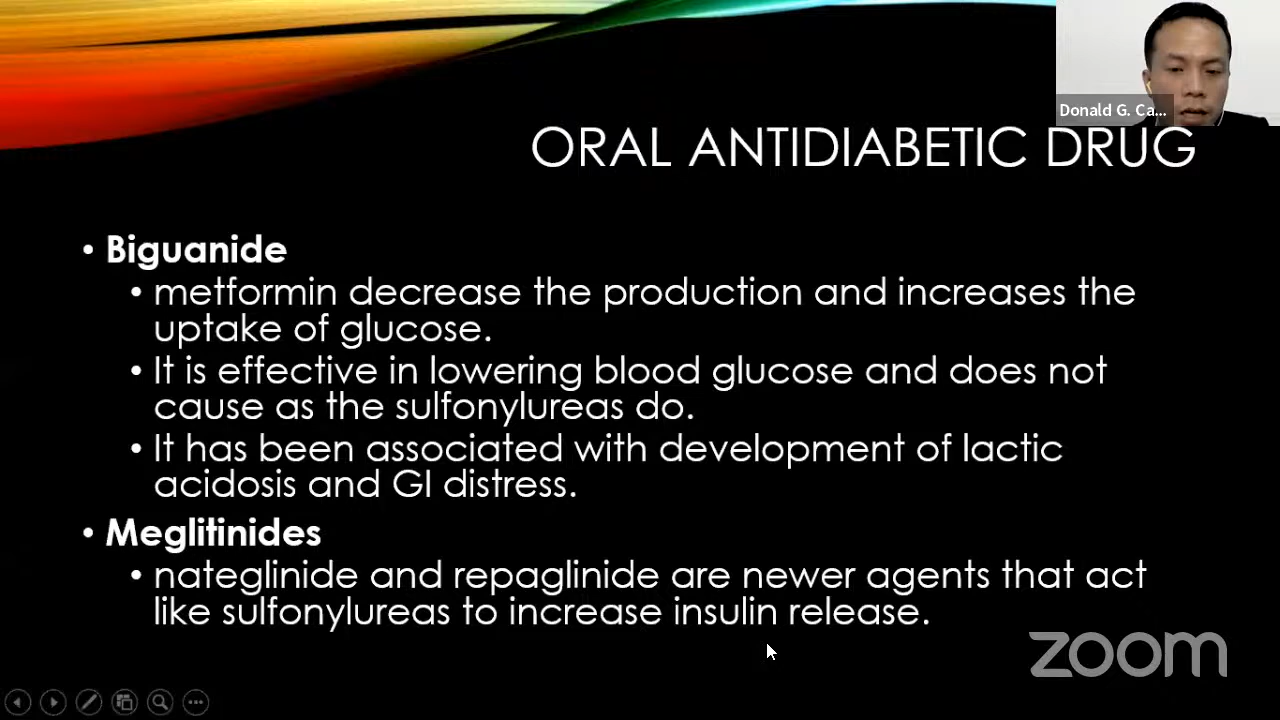 Donald G. Ca...
ORAL ANTIDIABETIC DRUG
• Biguanide
• metformin decrease the production and increases the
uptake of glucose.
• It is effective in lowering blood glucose and does not
cause as the sulfonylureas do.
• It has been associated with development of lactic
acidosis and GI distress.
• Meglitinides
• nateglinide and repaglinide are newer agents that act
like sulfonylureas to increase insulin release.
zoom